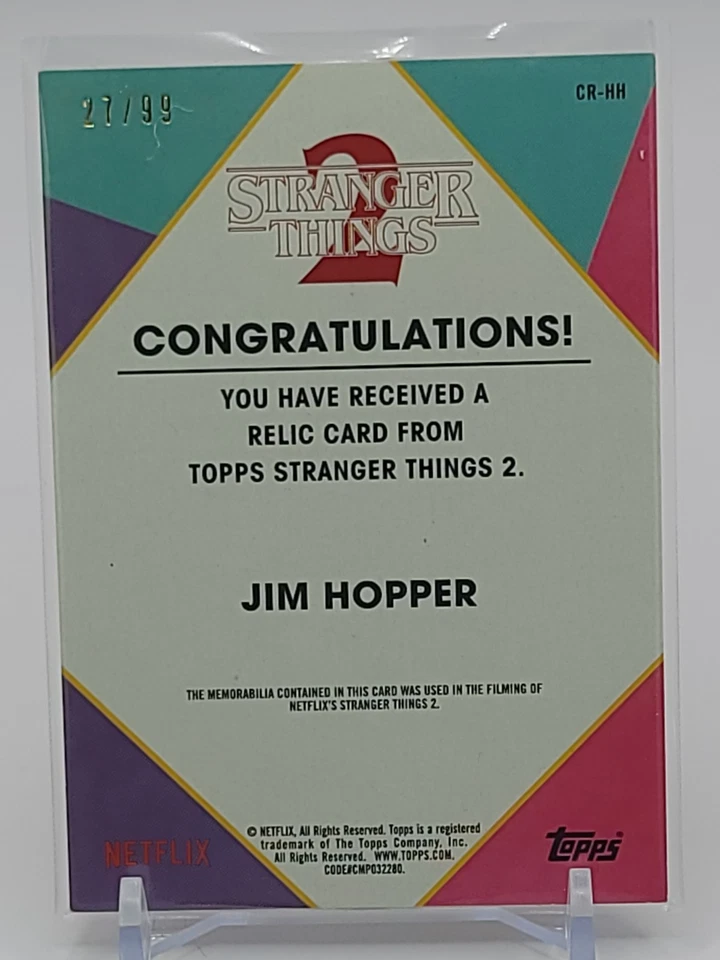 27/99
CR-HH
2
STRANGER
THINGS
CONGRATULATIONS!
YOU HAVE RECEIVED A
RELIC CARD FROM
TOPPS STRANGER THINGS 2.
JIM HOPPER
THE MEMORABILIA CONTAINED IN THIS CARD WAS USED IN THE FILMING OF
NETFLIX'S STRANGER THINGS 2.
© NETFLIX, All Rights Reserved. Topps is a registered
trademark of The Topps Company, Inc.
All Rights Reserved. WWW.TOPPS.COM.
CODE#CMP032280.
NETFLIX
topps®